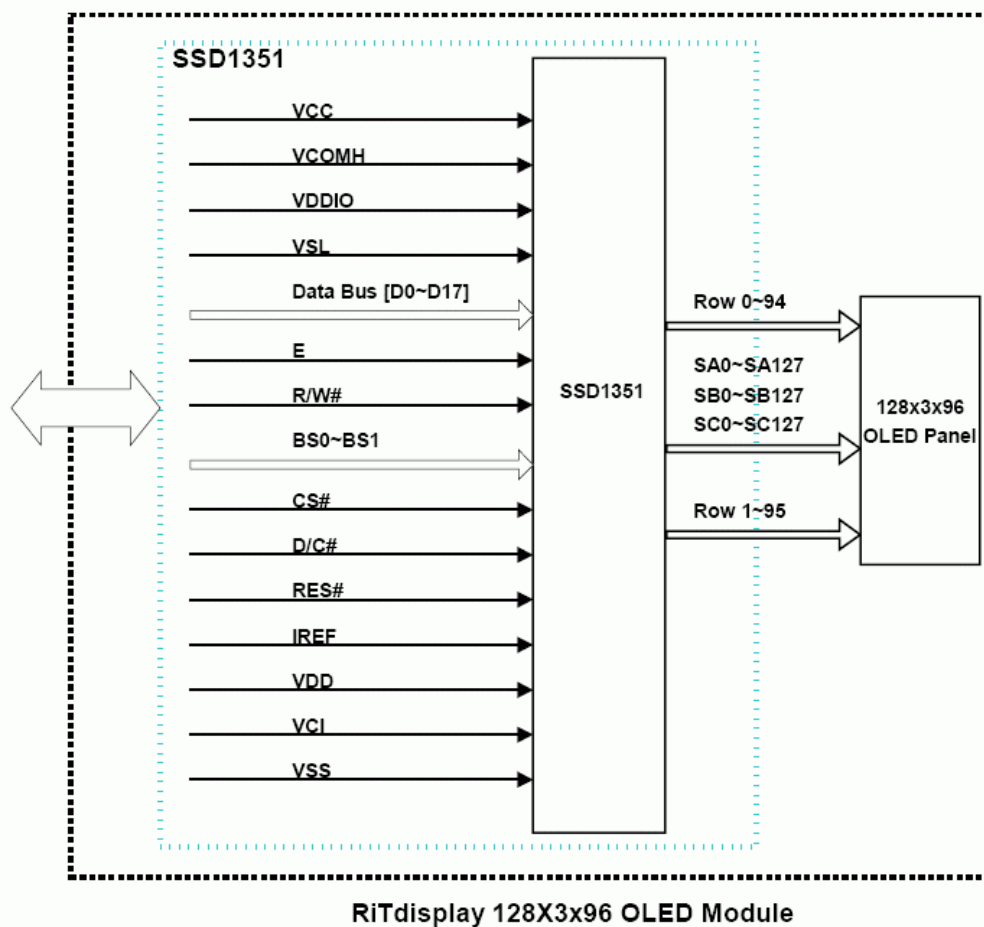 SSD1351
VCC
VCOMH
VDDIO
VSL
Data Bus [D0~D17]
E
R/W#
BS0~BS1
CS#
D/C#
RES#
IREF
VDD
VCI
VSS
SSD1351
Row 0~94
SA0~SA127
SB0~SB127
SC0~SC127
Row 1~95
128x3x96
OLED Panel
RiTdisplay 128X3x96 OLED Module